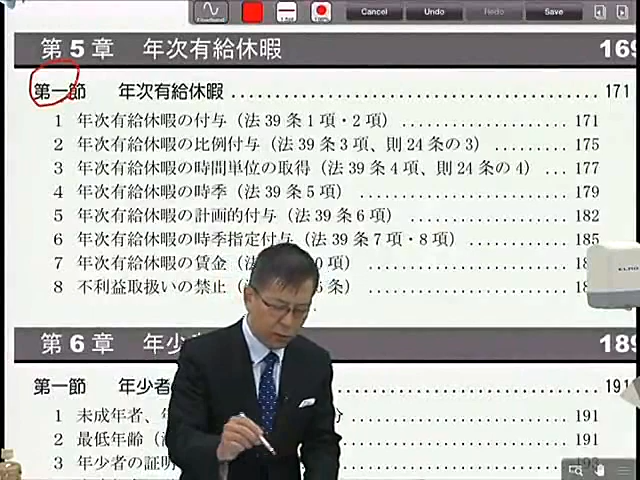 Cancel Undo Redo Save
第5章 年次有給休暇 169
第一節 年次有給休暇 171
1 年次有給休暇の付与（法39条1項・2項） 171
2 年次有給休暇の比例付与（法39条3項、則24条の3） 175
3 年次有給休暇の時間単位の取得（法39条4項、則24条の4） 177
4 年次有給休暇の時季（法39条5項） 179
5 年次有給休暇の計画的付与（法39条6項） 182
6 年次有給休暇の時季指定付与（法39条7項・8項） 185
7 年次有給休暇の賃金（法 0項） 18
8 不利益取扱いの禁止 条） 18
第6章 年少 189
第一節 年少者 191
1 未成年者、 191
2 最低年齢（ 191
3 年少者の証明 193